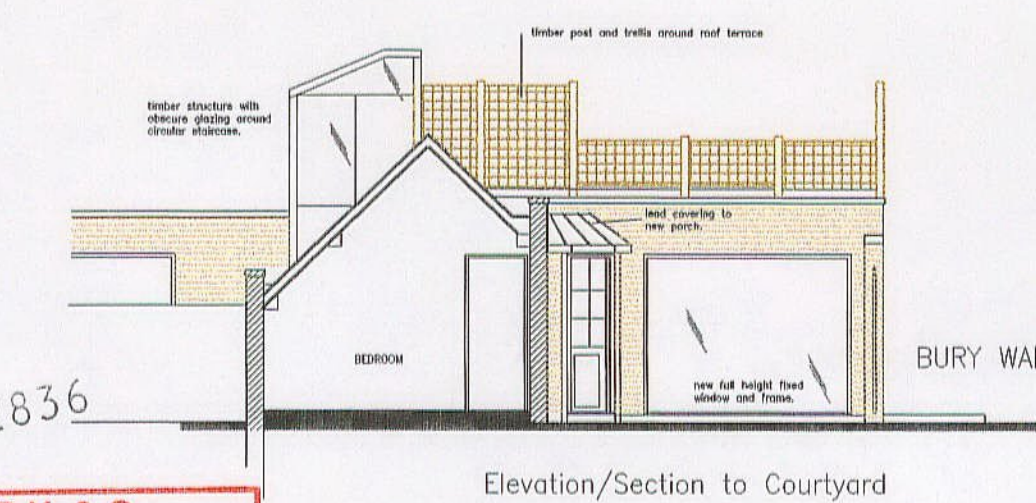 timber post and trellis around roof terrace
timber structure with
obscure glazing around
circular staircase.
lead covering to
new porch.
BEDROOM
new full height fixed
window and frame.
BURY WA
836
Elevation/Section to Courtyard